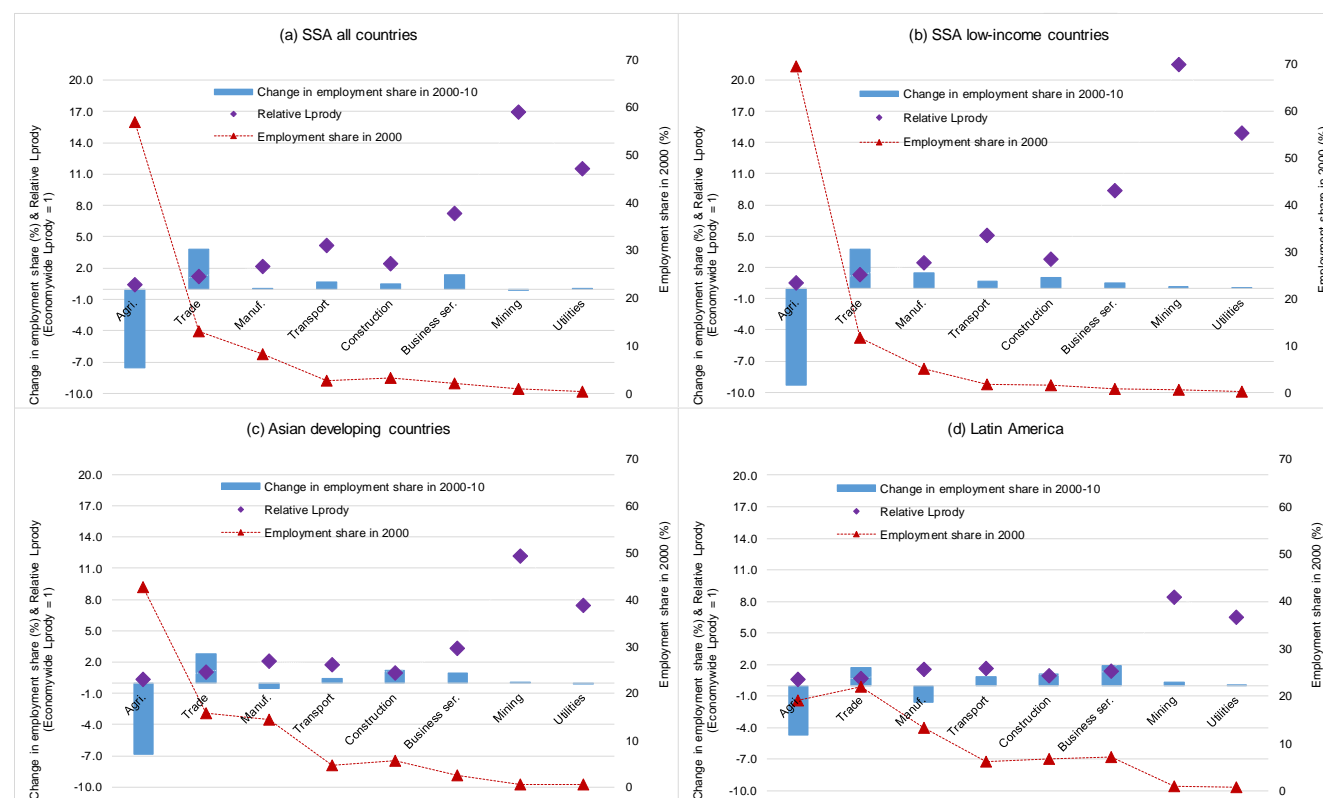 (a) SSA all countries
Change in employment share (%) & Relative Lprody
(Economywide Lprody = 1)
20.0
17.0
14.0
11.0
8.0
5.0
2.0
-1.0
-4.0
-7.0
-10.0
Change in employment share in 2000-10
Relative Lprody
Employment share in 2000
Agri.
Trade
Manuf.
Transport
Construction
Business ser.
Mining
Utilities
70
60
50
40
30
20
10
0
Employment share in 2000 (%)
(b) SSA low-income countries
Change in employment share (%) & Relative Lprody
(Economywide Lprody = 1)
20.0
17.0
14.0
11.0
8.0
5.0
2.0
-1.0
-4.0
-7.0
-10.0
Change in employment share in 2000-10
Relative Lprody
Employment share in 2000
Agri.
Trade
Manuf.
Transport
Construction
Business ser.
Mining
Utilities
70
60
50
40
30
20
10
0
Employment share in 2000 (%)
(c) Asian developing countries
Change in employment share (%) & Relative Lprody
(Economywide Lprody = 1)
20.0
17.0
14.0
11.0
8.0
5.0
2.0
-1.0
-4.0
-7.0
-10.0
Change in employment share in 2000-10
Relative Lprody
Employment share in 2000
Agri.
Trade
Manuf.
Transport
Construction
Business ser.
Mining
Utilities
70
60
50
40
30
20
10
0
Employment share in 2000 (%)
(d) Latin America
Change in employment share (%) & Relative Lprody
(Economywide Lprody = 1)
20.0
17.0
14.0
11.0
8.0
5.0
2.0
-1.0
-4.0
-7.0
-10.0
Change in employment share in 2000-10
Relative Lprody
Employment share in 2000
Agri.
Trade
Manuf.
Transport
Construction
Business ser.
Mining
Utilities
70
60
50
40
30
20
10
0
Employment share in 2000 (%)